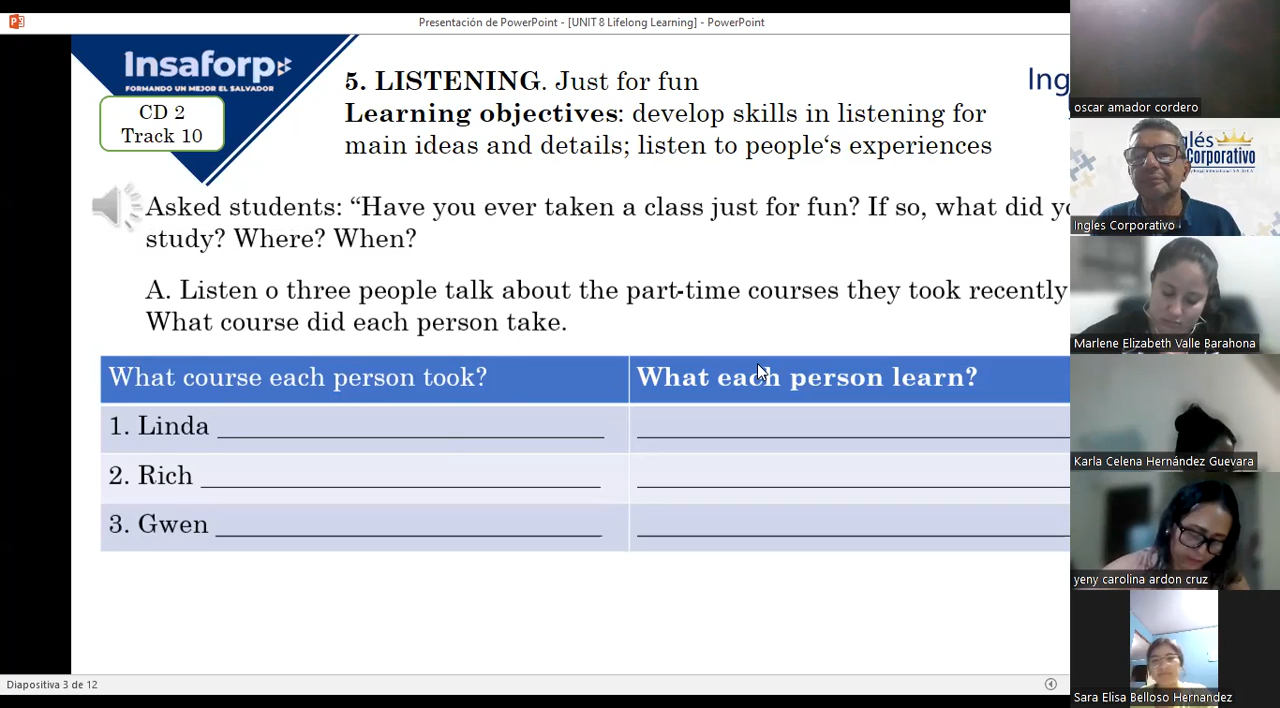 Presentación de PowerPoint - [UNIT 8 Lifelong Learning] - PowerPoint
Insaforp
FORMANDO UN MEJOR EL SALVADOR
CD 2
Track 10
5. LISTENING. Just for fun
Learning objectives: develop skills in listening for
main ideas and details; listen to people‘s experiences
Ing
Asked students: “Have you ever taken a class just for fun? If so, what did yo
study? Where? When?
A. Listen o three people talk about the part-time courses they took recently
What course did each person take.
What course each person took? What each person learn?
1. Linda
2. Rich
3. Gwen
Diapositiva 3 de 12
oscar amador cordero
glés
Corporativo
Ingles Corporativo
Marlene Elizabeth Valle Barahona
Karla Celena Hernández Guevara
yeny carolina ardon cruz
Sara Elisa Belloso Hernandez